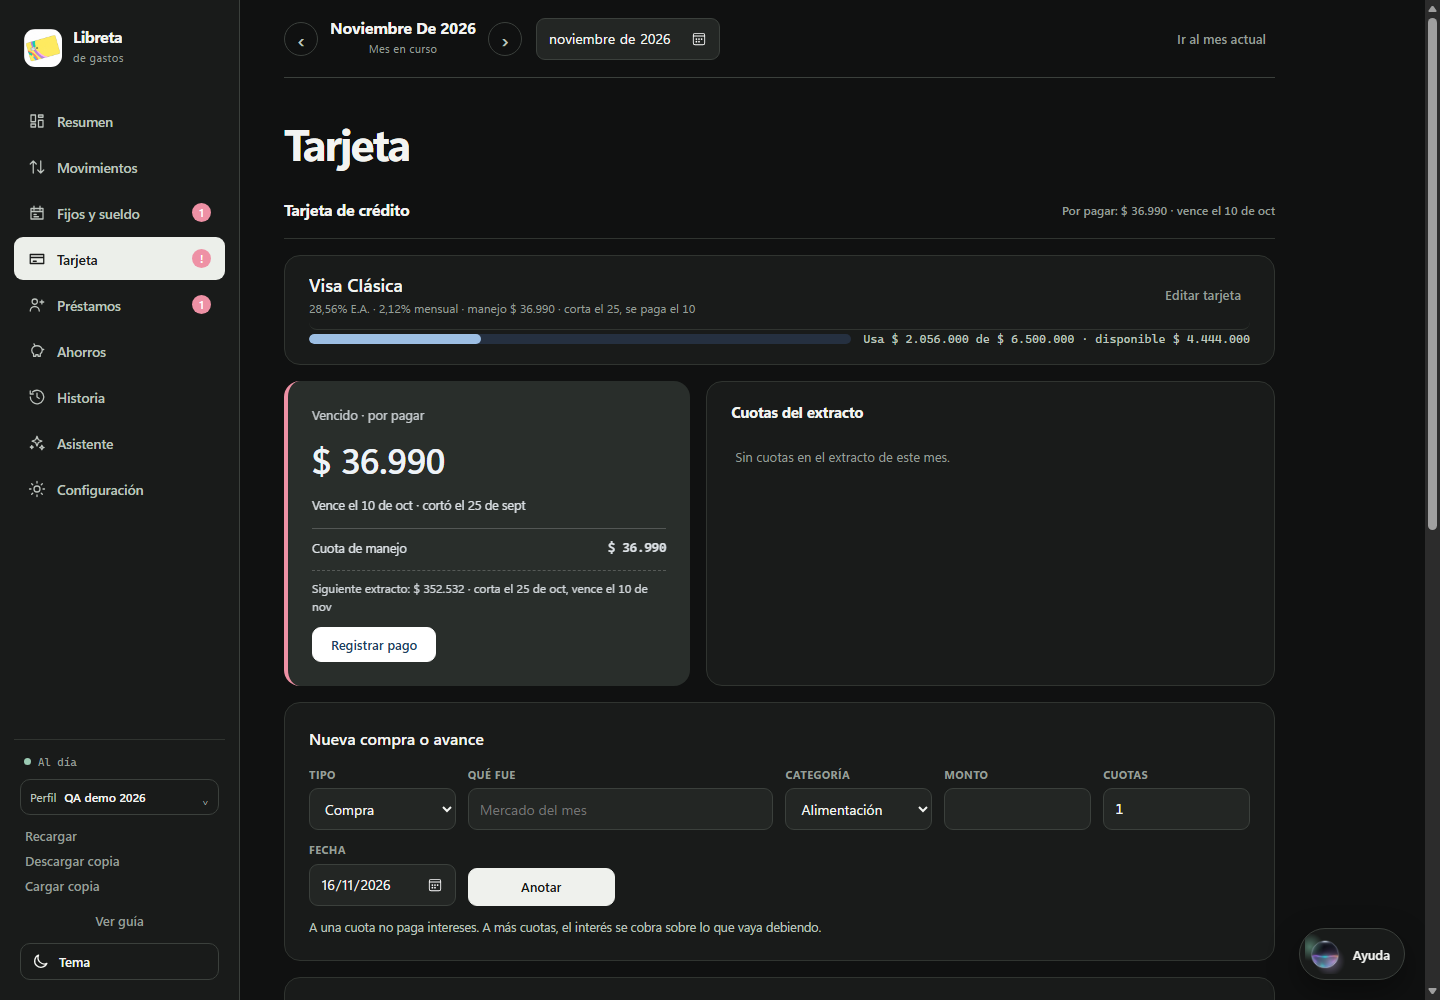 Libreta
de gastos
Resumen
Movimientos
Fijos y sueldo 1
Tarjeta !
Préstamos 1
Ahorros
Historia
Asistente
Configuración
Al día
Perfil QA demo 2026
Recargar
Descargar copia
Cargar copia
Ver guía
Tema
‹ Noviembre De 2026 › noviembre de 2026 Ir al mes actual
Mes en curso
Tarjeta
Tarjeta de crédito Por pagar: $ 36.990 · vence el 10 de oct
Visa Clásica
28,56% E.A. · 2,12% mensual · manejo $ 36.990 · corta el 25, se paga el 10
Editar tarjeta
Usa $ 2.056.000 de $ 6.500.000 · disponible $ 4.444.000
Vencido · por pagar
$ 36.990
Vence el 10 de oct · cortó el 25 de sept
Cuota de manejo $ 36.990
Siguiente extracto: $ 352.532 · corta el 25 de oct, vence el 10 de
nov
Registrar pago
Cuotas del extracto
Sin cuotas en el extracto de este mes.
Nueva compra o avance
TIPO QUÉ FUE CATEGORÍA MONTO CUOTAS
Compra Mercado del mes Alimentación 1
FECHA
16/11/2026 Anotar
A una cuota no paga intereses. A más cuotas, el interés se cobra sobre lo que vaya debiendo.
Ayuda